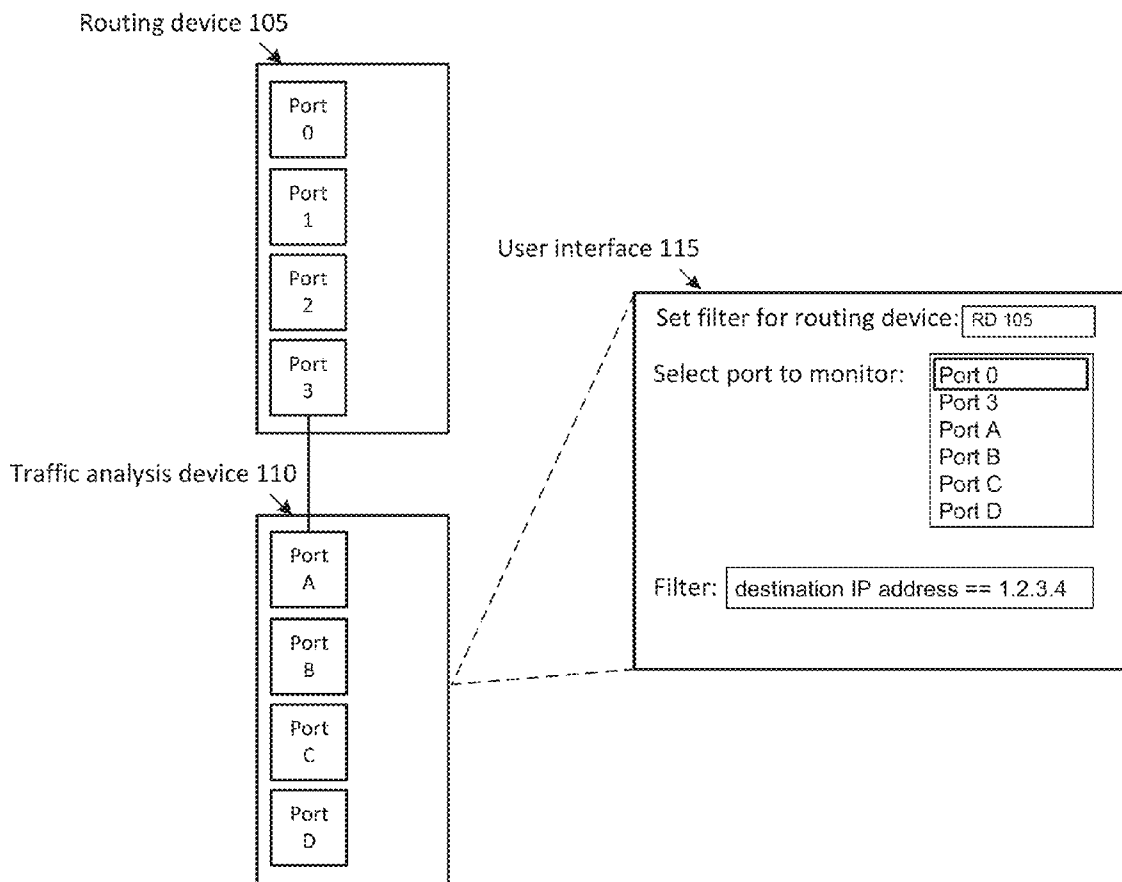 Routing device 105
Port
0
Port
1
Port
2
Port
3
Traffic analysis device 110
Port
A
Port
B
Port
C
Port
D
User interface 115
Set filter for routing device: RD 105
Select port to monitor:
Port 0
Port 3
Port A
Port B
Port C
Port D
Filter: destination IP address == 1.2.3.4